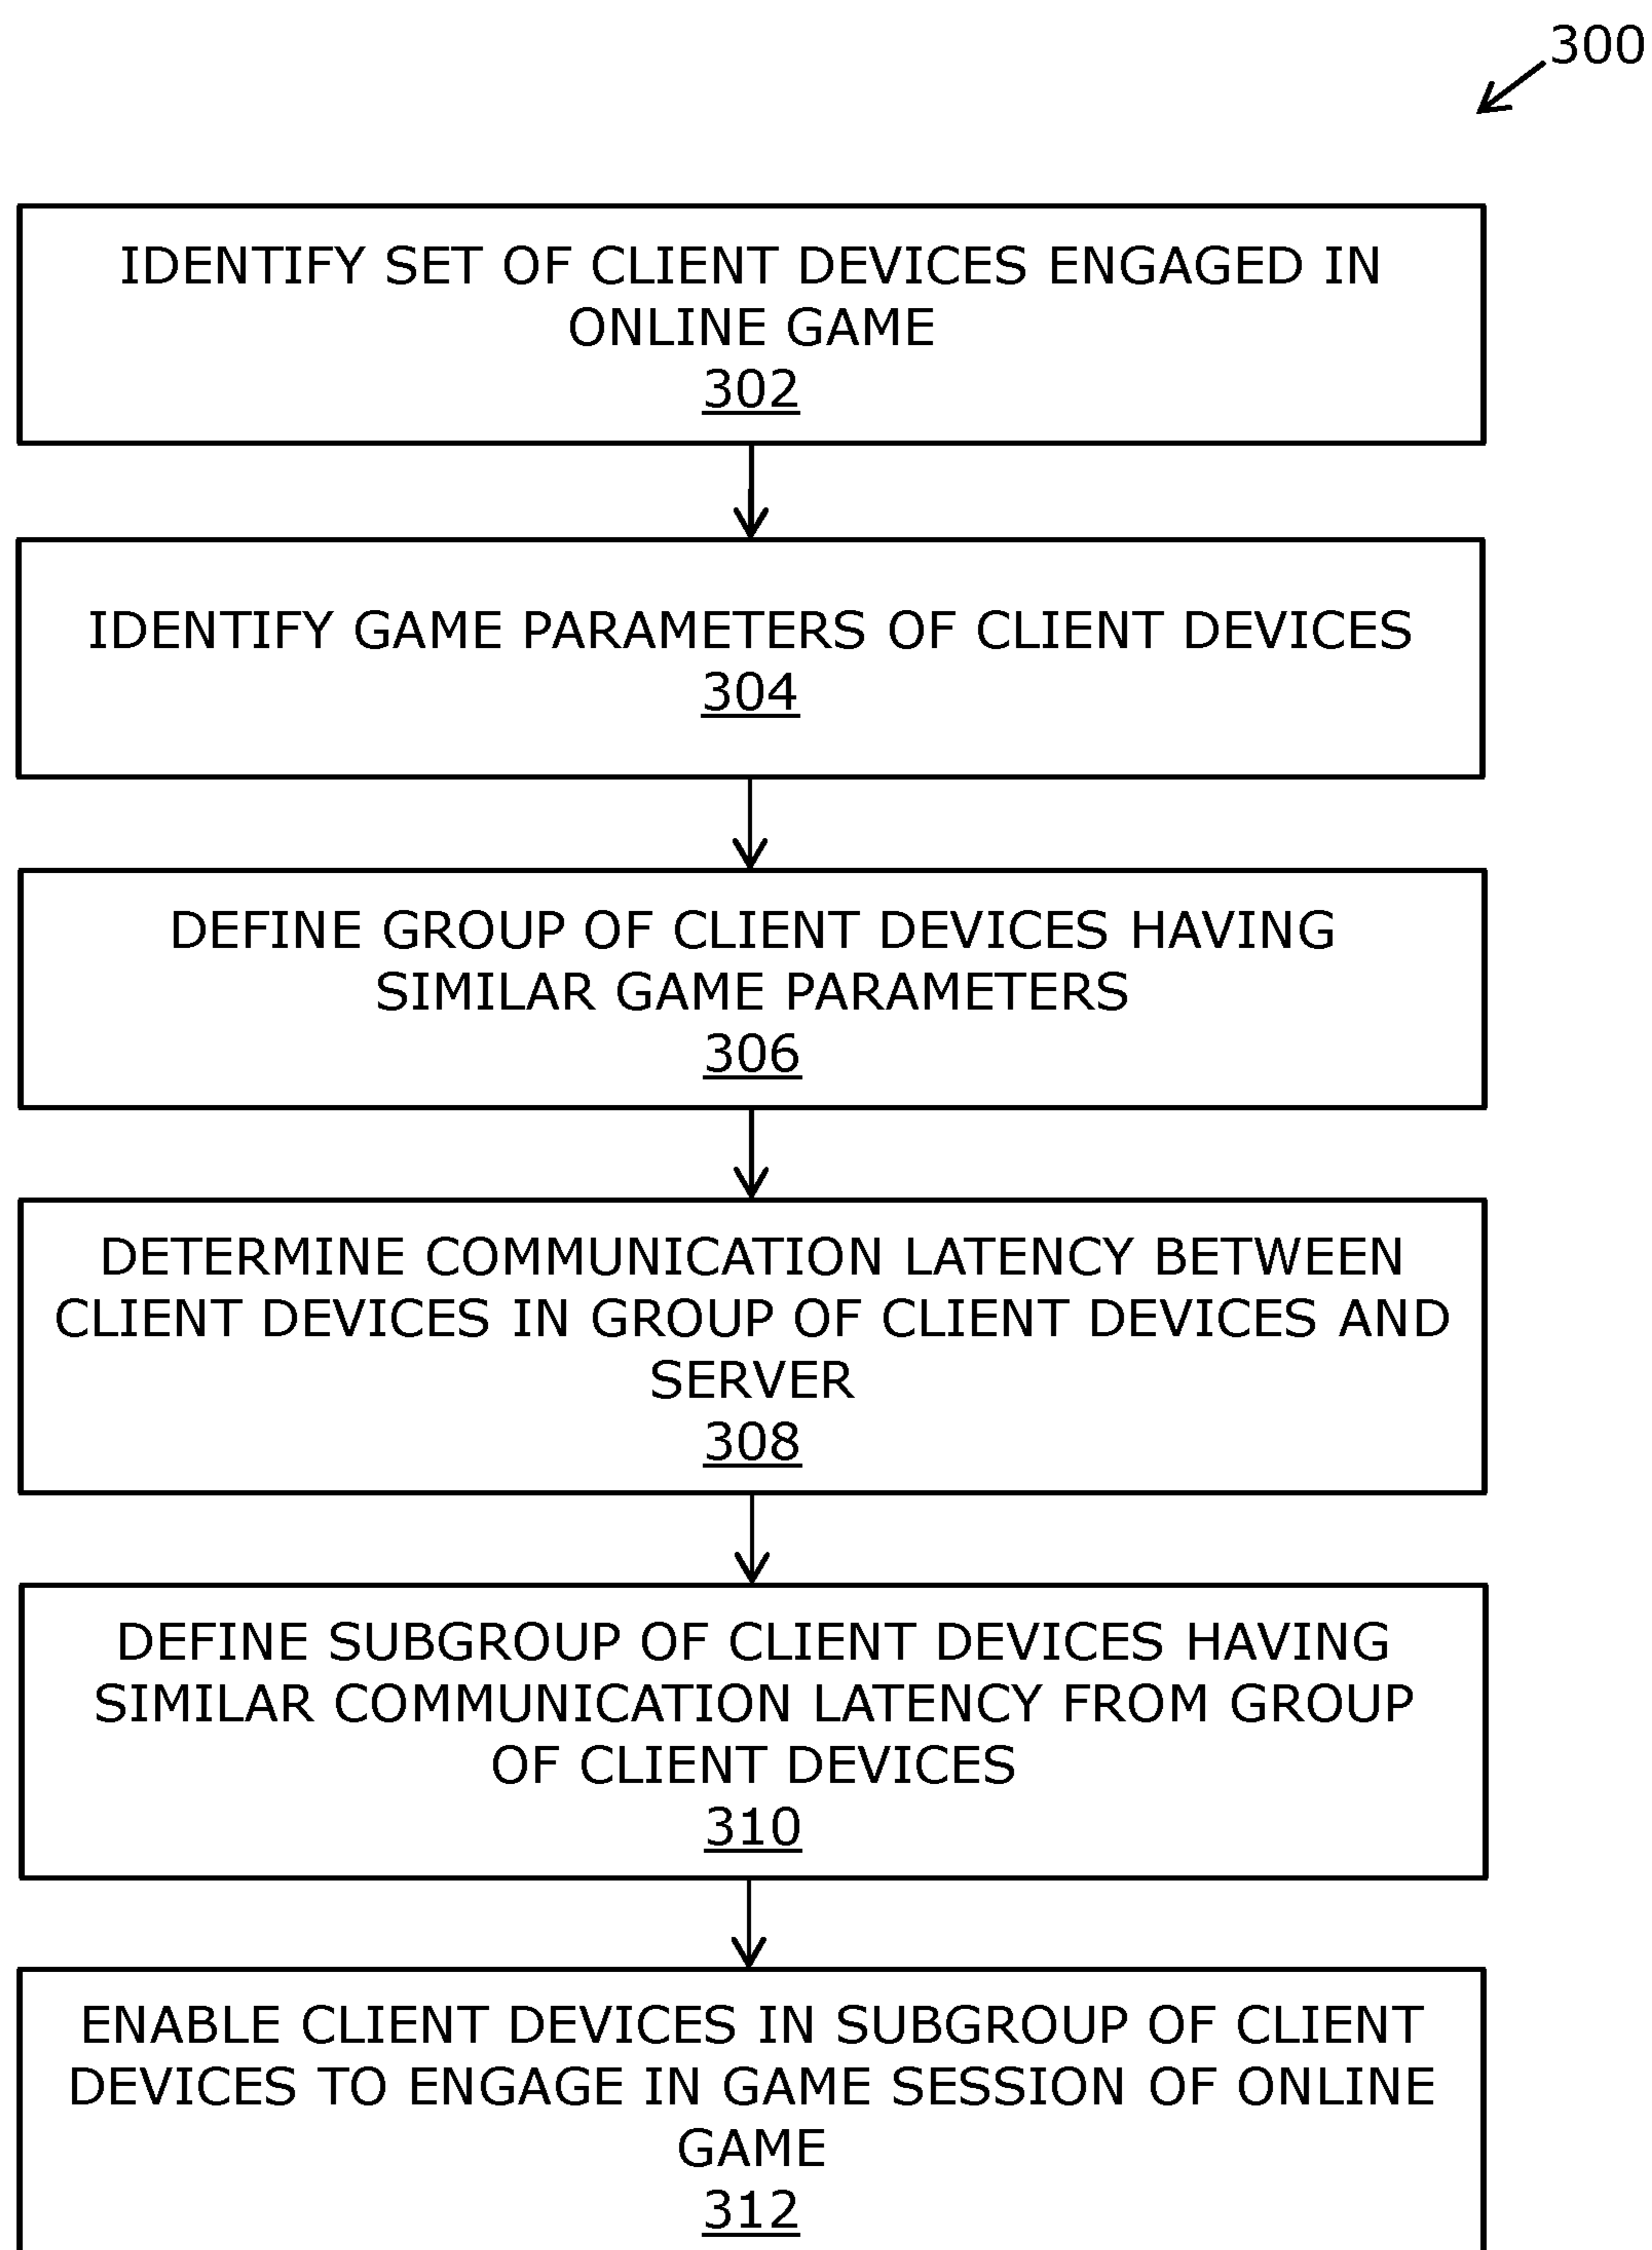 300
IDENTIFY SET OF CLIENT DEVICES ENGAGED IN
ONLINE GAME
302
IDENTIFY GAME PARAMETERS OF CLIENT DEVICES
304
DEFINE GROUP OF CLIENT DEVICES HAVING
SIMILAR GAME PARAMETERS
306
DETERMINE COMMUNICATION LATENCY BETWEEN
CLIENT DEVICES IN GROUP OF CLIENT DEVICES AND
SERVER
308
DEFINE SUBGROUP OF CLIENT DEVICES HAVING
SIMILAR COMMUNICATION LATENCY FROM GROUP
OF CLIENT DEVICES
310
ENABLE CLIENT DEVICES IN SUBGROUP OF CLIENT
DEVICES TO ENGAGE IN GAME SESSION OF ONLINE
GAME
312